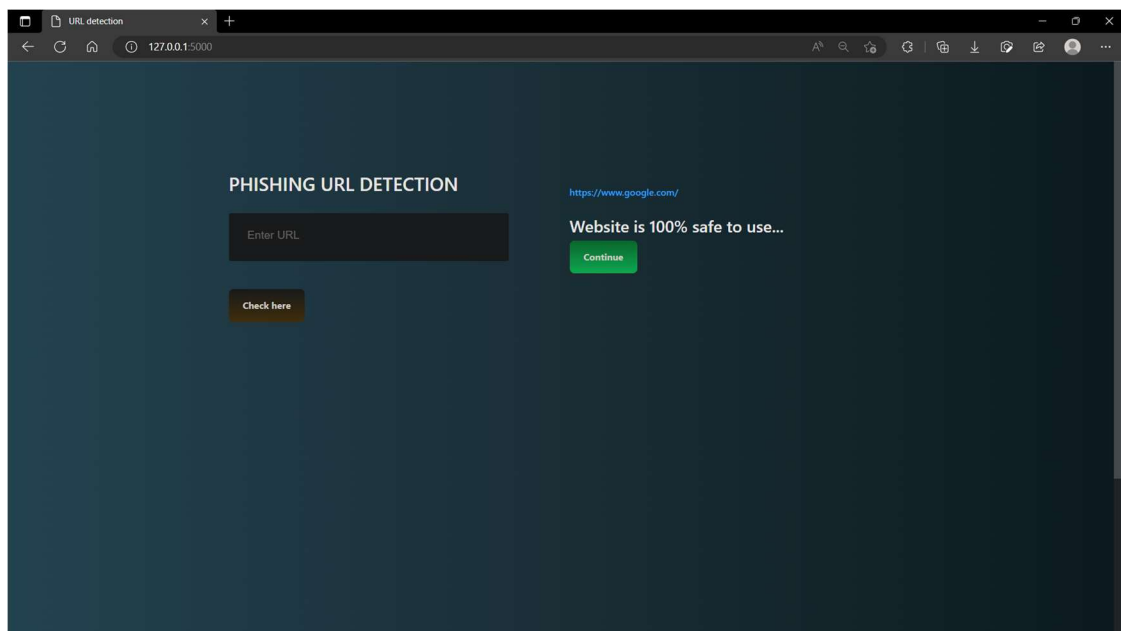 URL detection
127.0.0.1:5000
PHISHING URL DETECTION
Enter URL
Check here
https://www.google.com/
Website is 100% safe to use...
Continue